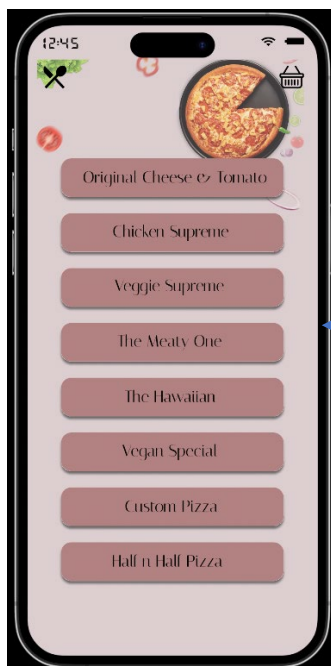 12:45
Original Cheese & Tomato
Chicken Supreme
Veggie Supreme
The Meaty One
The Hawaiian
Vegan Special
Custom Pizza
Half n Half Pizza